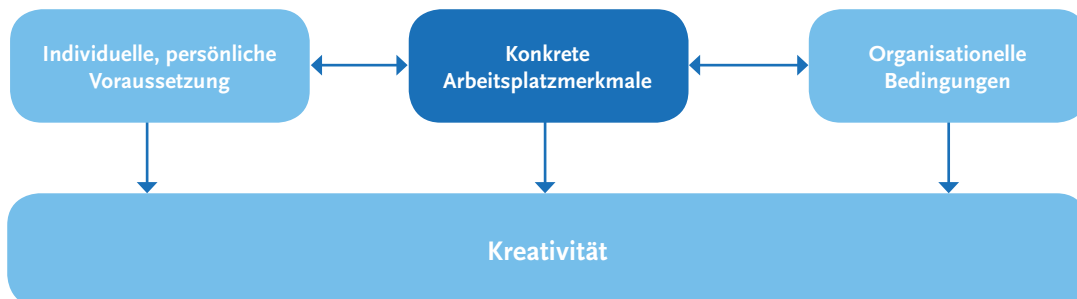 Individuelle, persönliche
Voraussetzung
Konkrete
Arbeitsplatzmerkmale
Organisationelle
Bedingungen
Kreativität